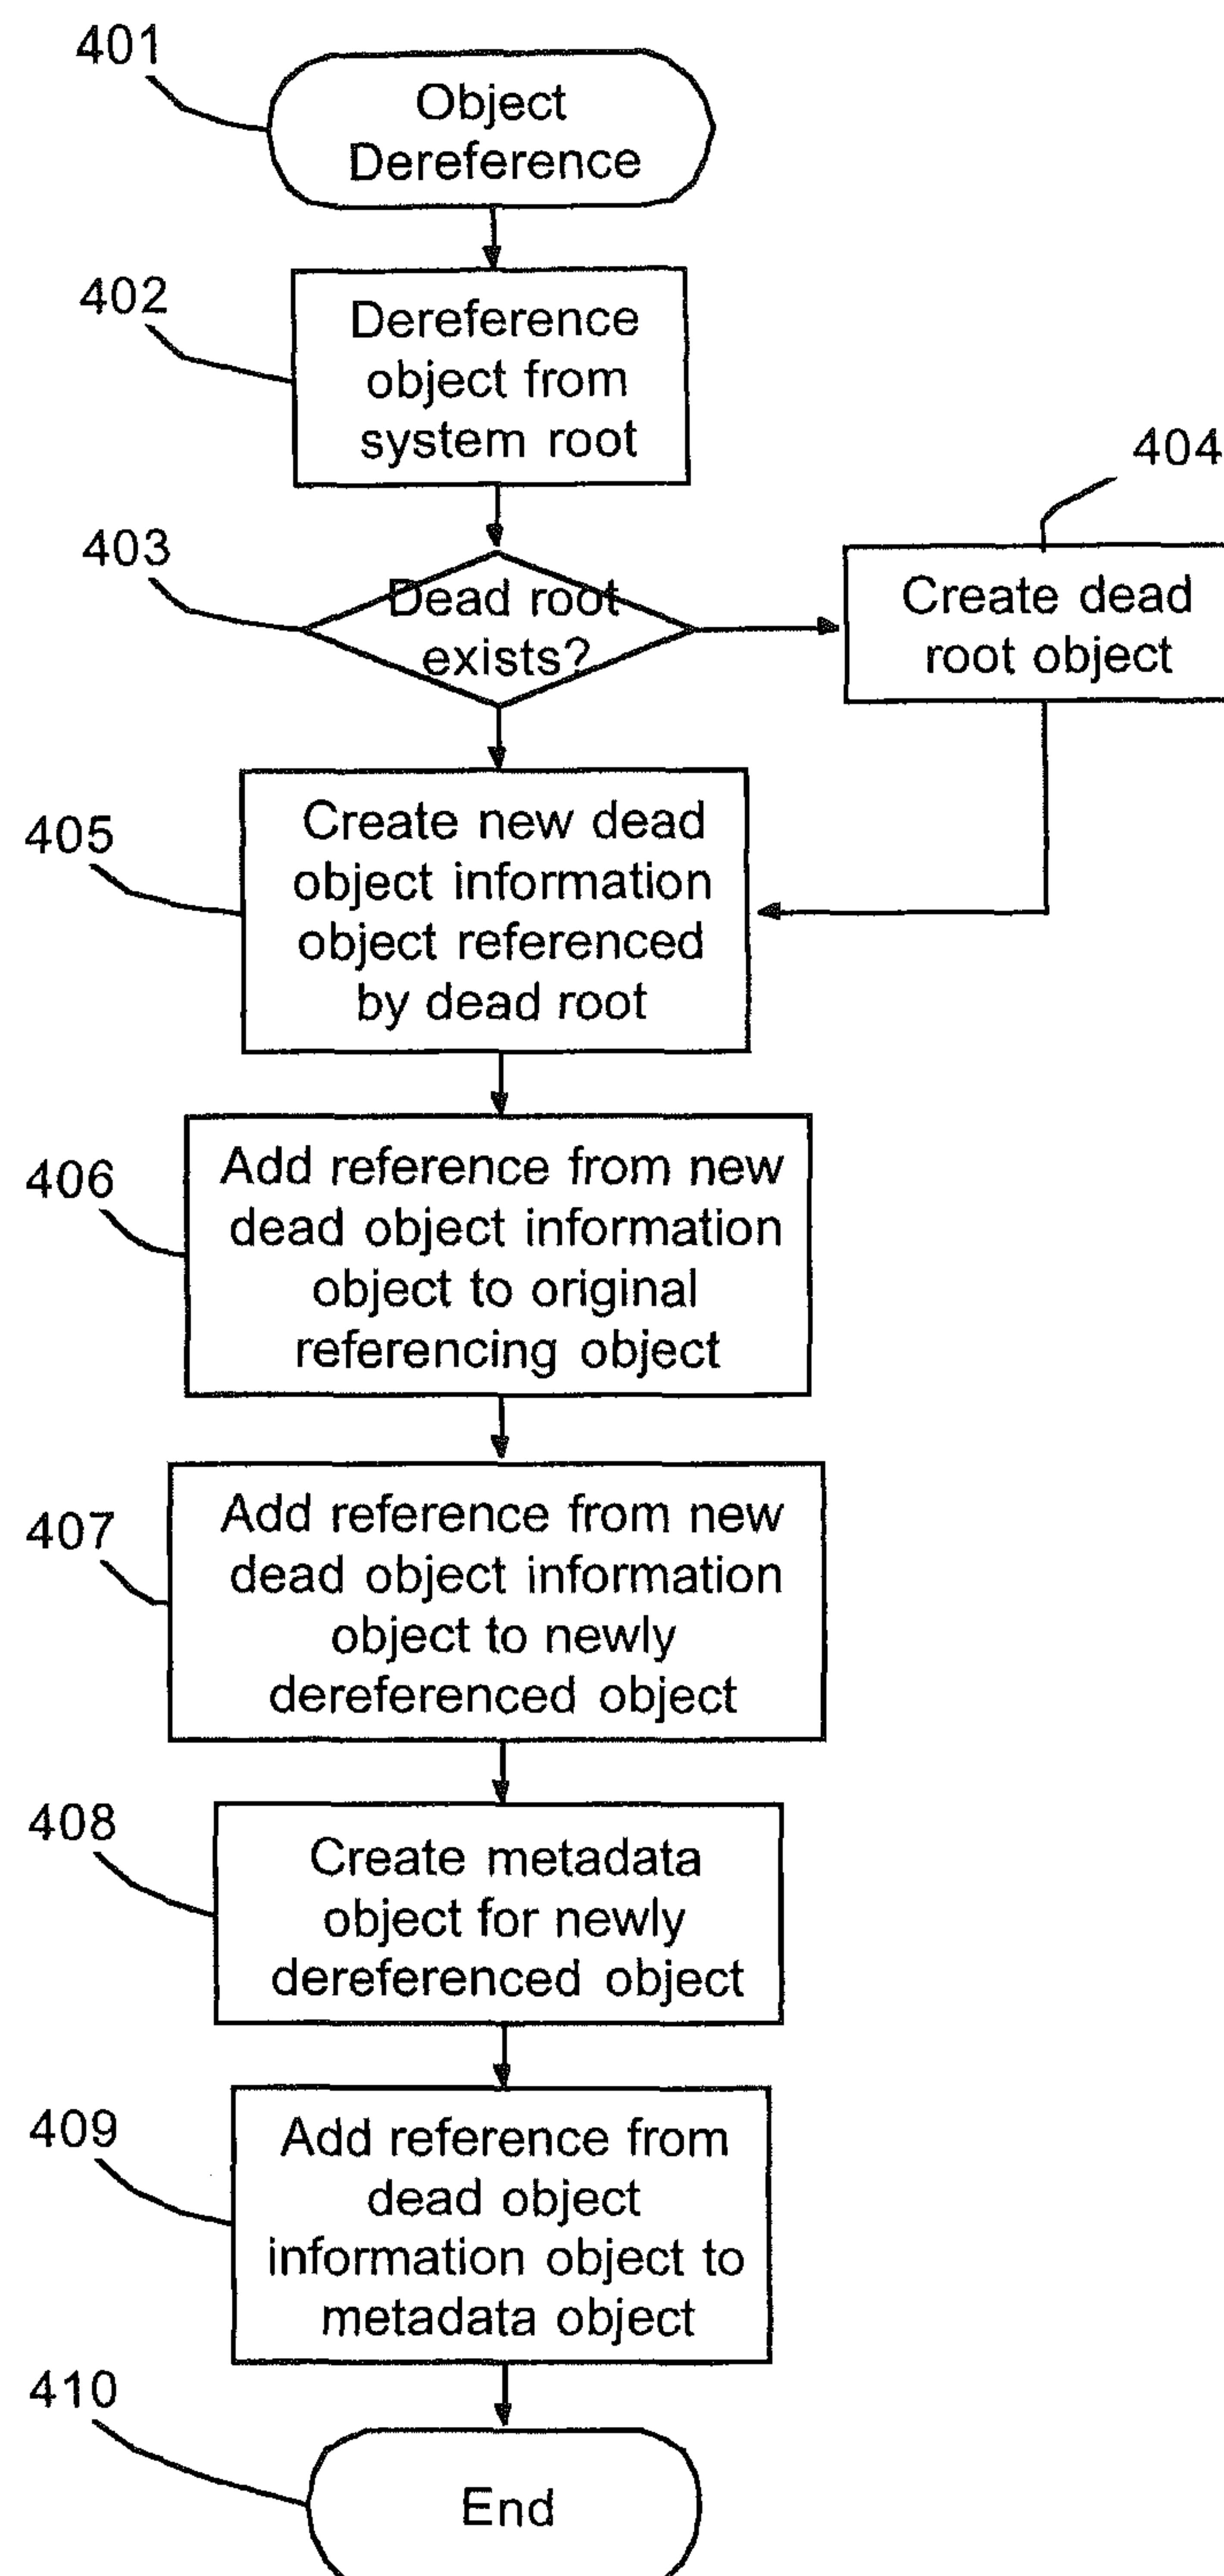 401
Object
Dereference
402
Dereference
object from
system root
403
Dead root
exists?
404
Create dead
root object
405
Create new dead
object information
object referenced
by dead root
406
Add reference from new
dead object information
object to original
referencing object
407
Add reference from new
dead object information
object to newly
dereferenced object
408
Create metadata
object for newly
dereferenced object
409
Add reference from
dead object
information object to
metadata object
410
End